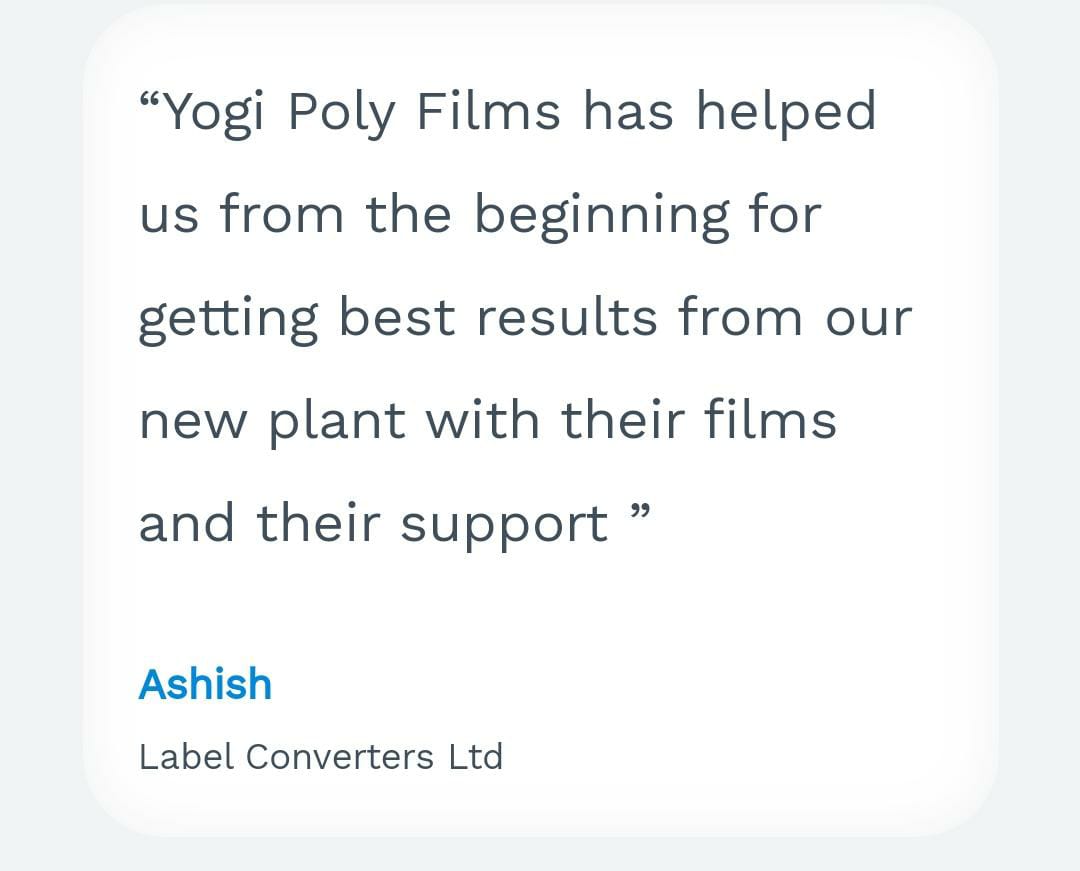 “Yogi Poly Films has helped
us from the beginning for
getting best results from our
new plant with their films
and their support ”
Ashish
Label Converters Ltd